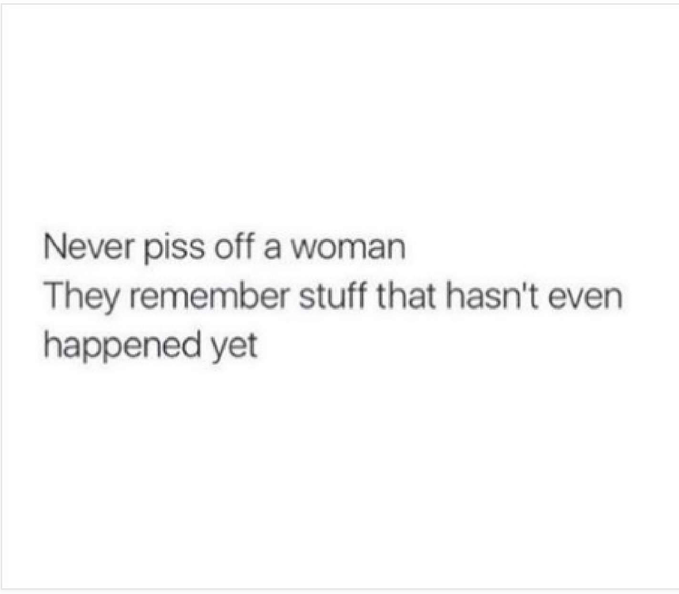 Never piss off a woman
They remember stuff that hasn't even
happened yet